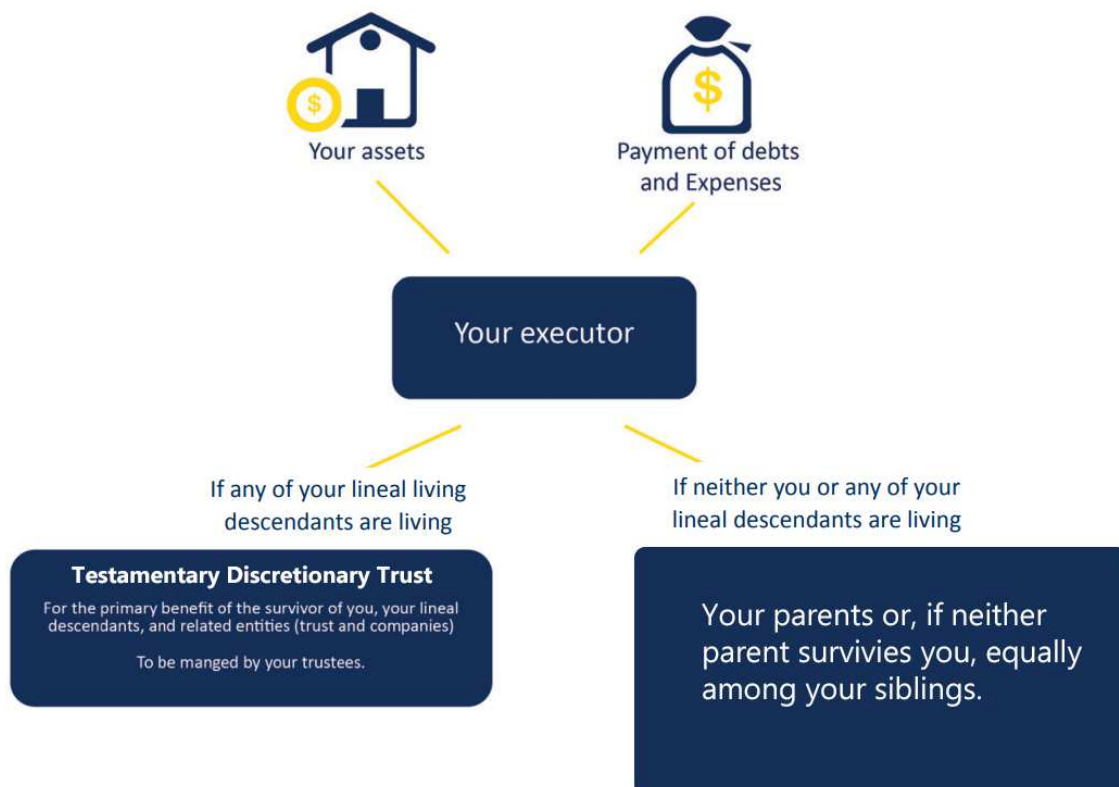 $
$
Your assets
Payment of debts
and Expenses
Your executor
If any of your lineal living
descendants are living
If neither you or any of your
lineal descendants are living
Testamentary Discretionary Trust
For the primary benefit of the survivor of you, your lineal
descendants, and related entities (trust and companies)
To be manged by your trustees.
Your parents or, if neither
parent survivies you, equally
among your siblings.